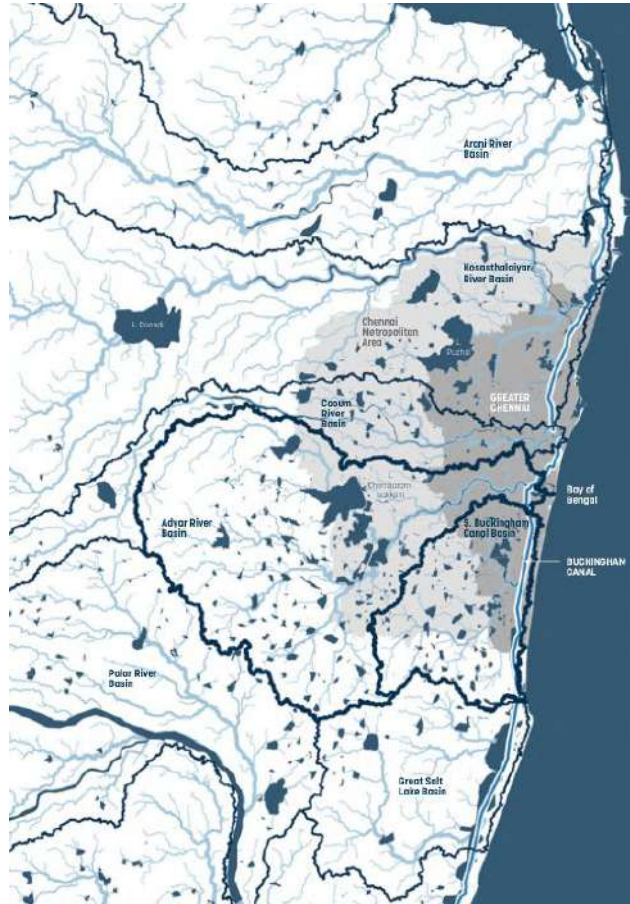 Arani River
Basin
Kosasthalaiyar
River Basin
Chennai
Metropolitan
Area
L.
Puzhal
GREATER
CHENNAI
Cooum
River
Basin
Bay of
Bengal
Adyar River
Basin
S. Buckingham
Canal Basin
BUCKINGHAM
CANAL
Palar River
Basin
Great Salt
Lake Basin